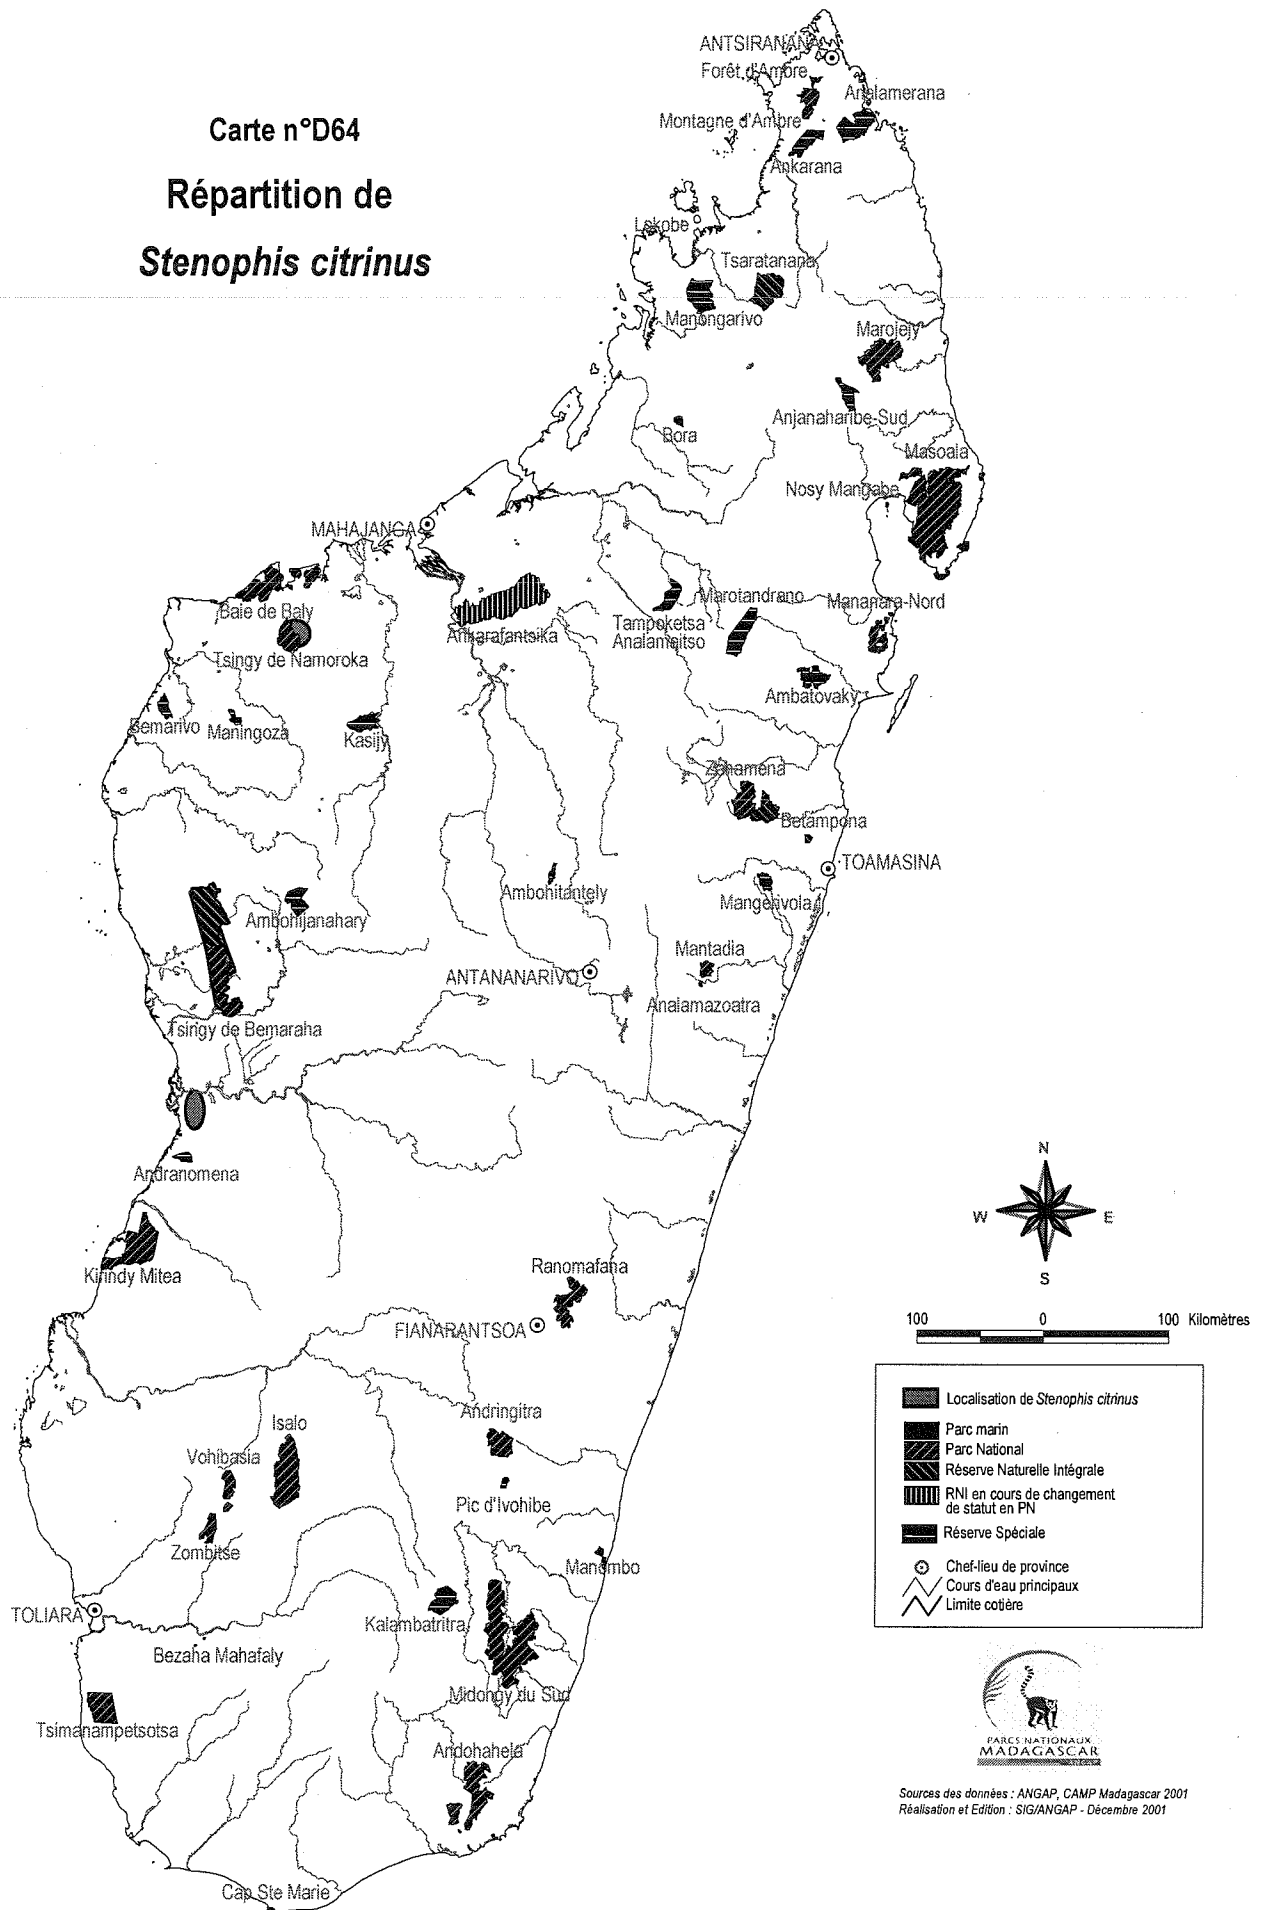 Carte n°D64
Répartition de
Stenophis citrinus
ANTSIRANANA
Forêt d'Ambre
Analamerana
Montagne d'Ambre
Ankarana
Lokobe
Tsaratanana
Manongarivo
Marojejy
Anjanaharibe-Sud
Bora
Masoala
Nosy Mangabe
MAHAJANGA
Baie de Baly
Ankarafantsika
Tampoketsa
Analamaitso
Marotandrano
Mananara-Nord
Tsingy de Namoroka
Ambatovaky
Bemarivo
Maningoza
Kasijy
Zahamena
Betampona
TOAMASINA
Ambohitantely
Mangerivola
Ambohijanahary
Mantadia
ANTANANARIVO
Analamazoatra
Tsingy de Bemaraha
Andranomena
N
W
E
S
Kirindy Mitea
Ranomafana
FIANARANTSOA
100 0 100 Kilomètres
Localisation de Stenophis citrinus
Parc marin
Parc National
Réserve Naturelle Intégrale
RNI en cours de changement
de statut en PN
Réserve Spéciale
Chef-lieu de province
Cours d'eau principaux
Limite cotière
Andringitra
Isalo
Vohibasia
Pic d'Ivohibe
Zombitse
Manombo
TOLIARA
Kalambatritra
Bezaha Mahafaly
Midongy du Sud
Tsimanampetsotsa
Andohahela
Cap Ste Marie
PARCS NATIONAUX
MADAGASCAR
Sources des données : ANGAP, CAMP Madagascar 2001
Réalisation et Edition : SIG/ANGAP - Décembre 2001